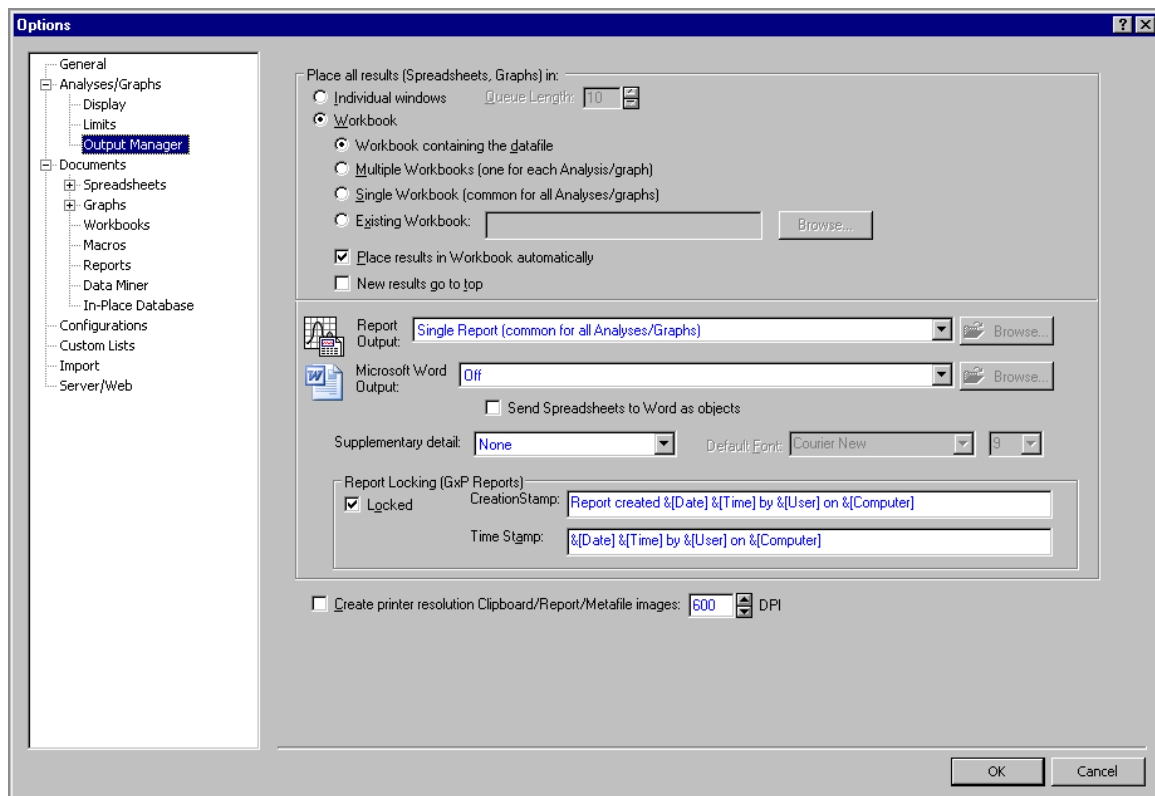 Options
General
Analyses/Graphs
Display
Limits
Output Manager
Documents
Spreadsheets
Graphs
Workbooks
Macros
Reports
Data Miner
In-Place Database
Configurations
Custom Lists
Import
Server/Web
Place all results (Spreadsheets, Graphs) in:
Individual windows Queue Length: 10
Workbook
Workbook containing the datafile
Multiple Workbooks (one for each Analysis/graph)
Single Workbook (common for all Analyses/graphs)
Existing Workbook: Browse...
Place results in Workbook automatically
New results go to top
Report
Output: Single Report (common for all Analyses/Graphs) Browse...
Microsoft Word
Output: Off Browse...
Send Spreadsheets to Word as objects
Supplementary detail: None Default Font: Courier New 9
Report Locking (GxP Reports)
Locked CreationStamp: Report created &[Date] &[Time] by &[User] on &[Computer]
Time Stamp: &[Date] &[Time] by &[User] on &[Computer]
Create printer resolution Clipboard/Report/Metafile images: 600 DPI
OK Cancel